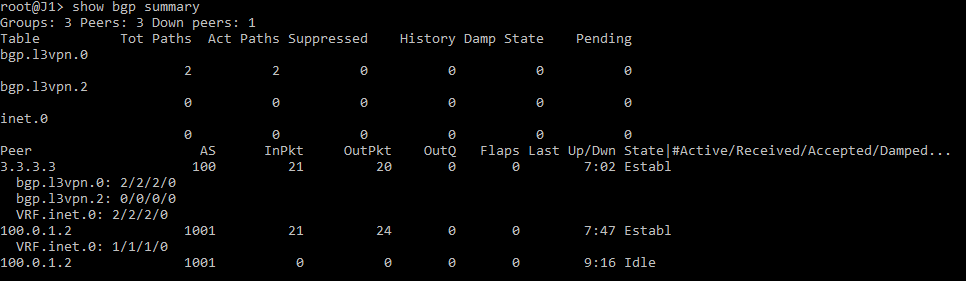 root@J1> show bgp summary
Groups: 3 Peers: 3 Down peers: 1
Table          Tot Paths  Act Paths Suppressed    History Damp State    Pending
bgp.l3vpn.0
                       2          2          0          0          0          0
bgp.l3vpn.2
                       0          0          0          0          0          0
inet.0
                       0          0          0          0          0          0
Peer                     AS      InPkt     OutPkt    OutQ   Flaps Last Up/Dwn State|#Active/Received/Accepted/Damped...
3.3.3.3                 100         21         20       0       0        7:02 Establ
  bgp.l3vpn.0: 2/2/2/0
  bgp.l3vpn.2: 0/0/0/0
  VRF.inet.0: 2/2/2/0
100.0.1.2              1001         21         24       0       0        7:47 Establ
  VRF.inet.0: 1/1/1/0
100.0.1.2              1001          0          0       0       0        9:16 Idle